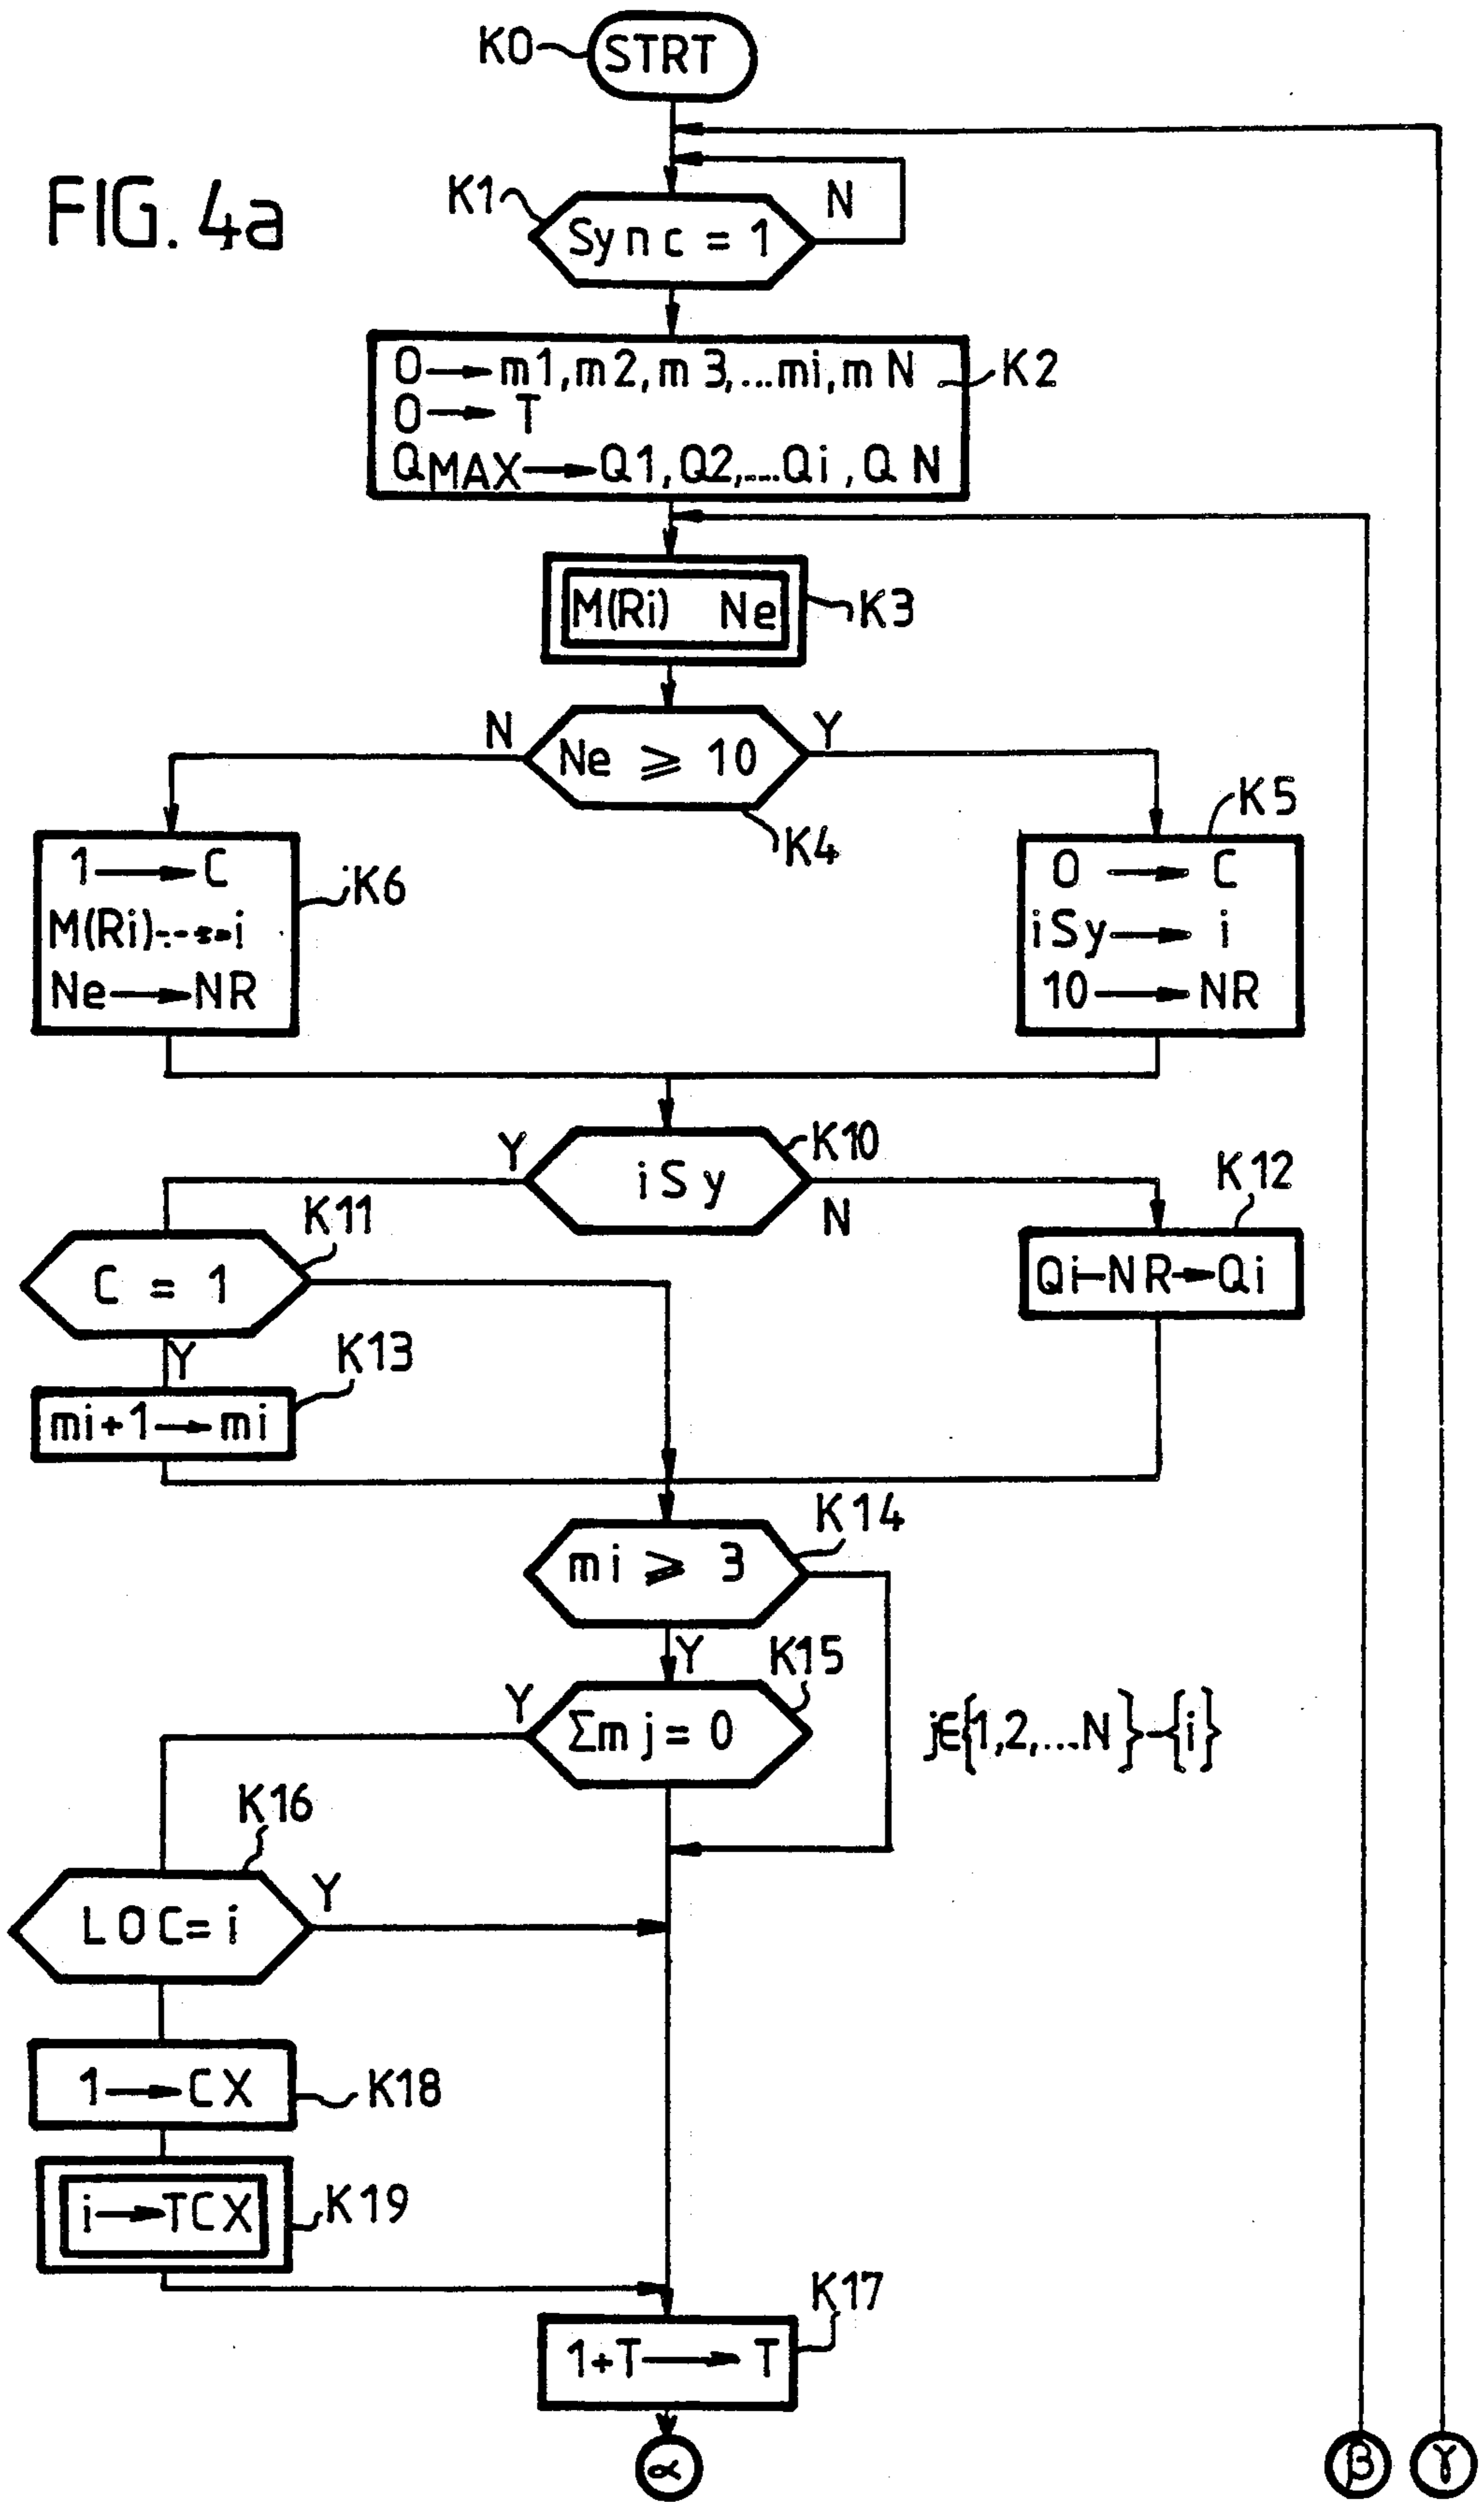 K0 STRT
FIG. 4a
K1
N
Sync = 1
0 → m1, m2, m3, ... mi, mN
K2
0 → T
QMAX → Q1, Q2, .... Qi, QN
M(Ri) Ne
K3
N
Ne ⩾ 10
Y
K4
K5
1 → C
M(Ri) → i
Ne → NR
K6
0 → C
iSy → i
10 → NR
Y
iSy
K10
N
K12
K11
C = 1
Qi – NR → Qi
Y
K13
mi + 1 → mi
K14
mi ⩾ 3
Y
K15
Y
Σmj = 0
j∈{1,2,...N}–{i}
K16
LOC = i
Y
1 → CX
K18
i → TCX
K19
K17
1+T → T
α
β
γ